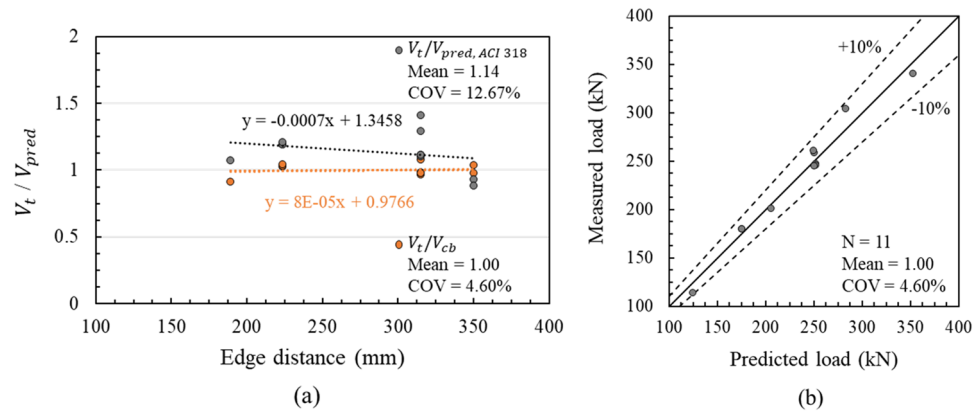 2
1.5
1
0.5
0
V_t / V_pred
V_t/V_pred, ACI 318
Mean = 1.14
COV = 12.67%
y = -0.0007x + 1.3458
y = 8E-05x + 0.9766
V_t/V_cb
Mean = 1.00
COV = 4.60%
100 150 200 250 300 350 400
Edge distance (mm)
(a)
400
350
300
250
200
150
100
Measured load (kN)
+10%
-10%
N = 11
Mean = 1.00
COV = 4.60%
100 150 200 250 300 350 400
Predicted load (kN)
(b)